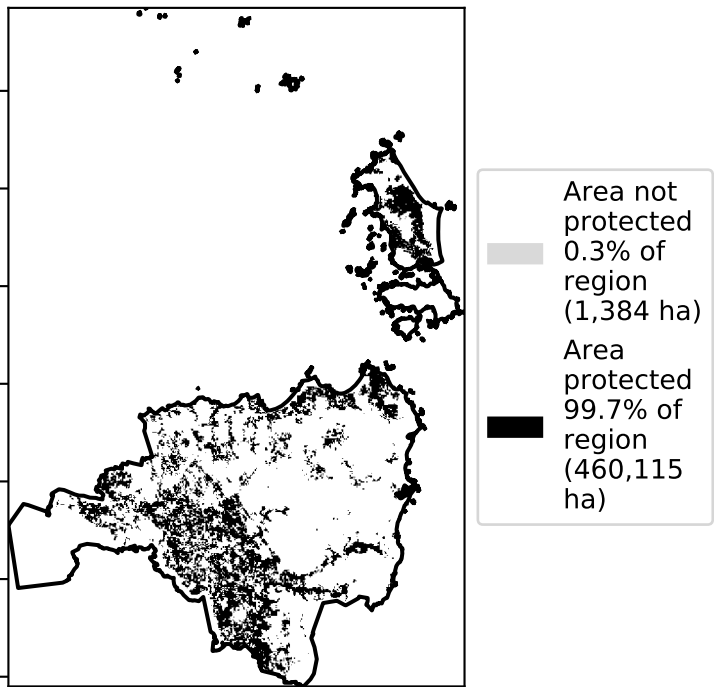 Area not
protected
0.3% of
region
(1,384 ha)
Area
protected
99.7% of
region
(460,115
ha)